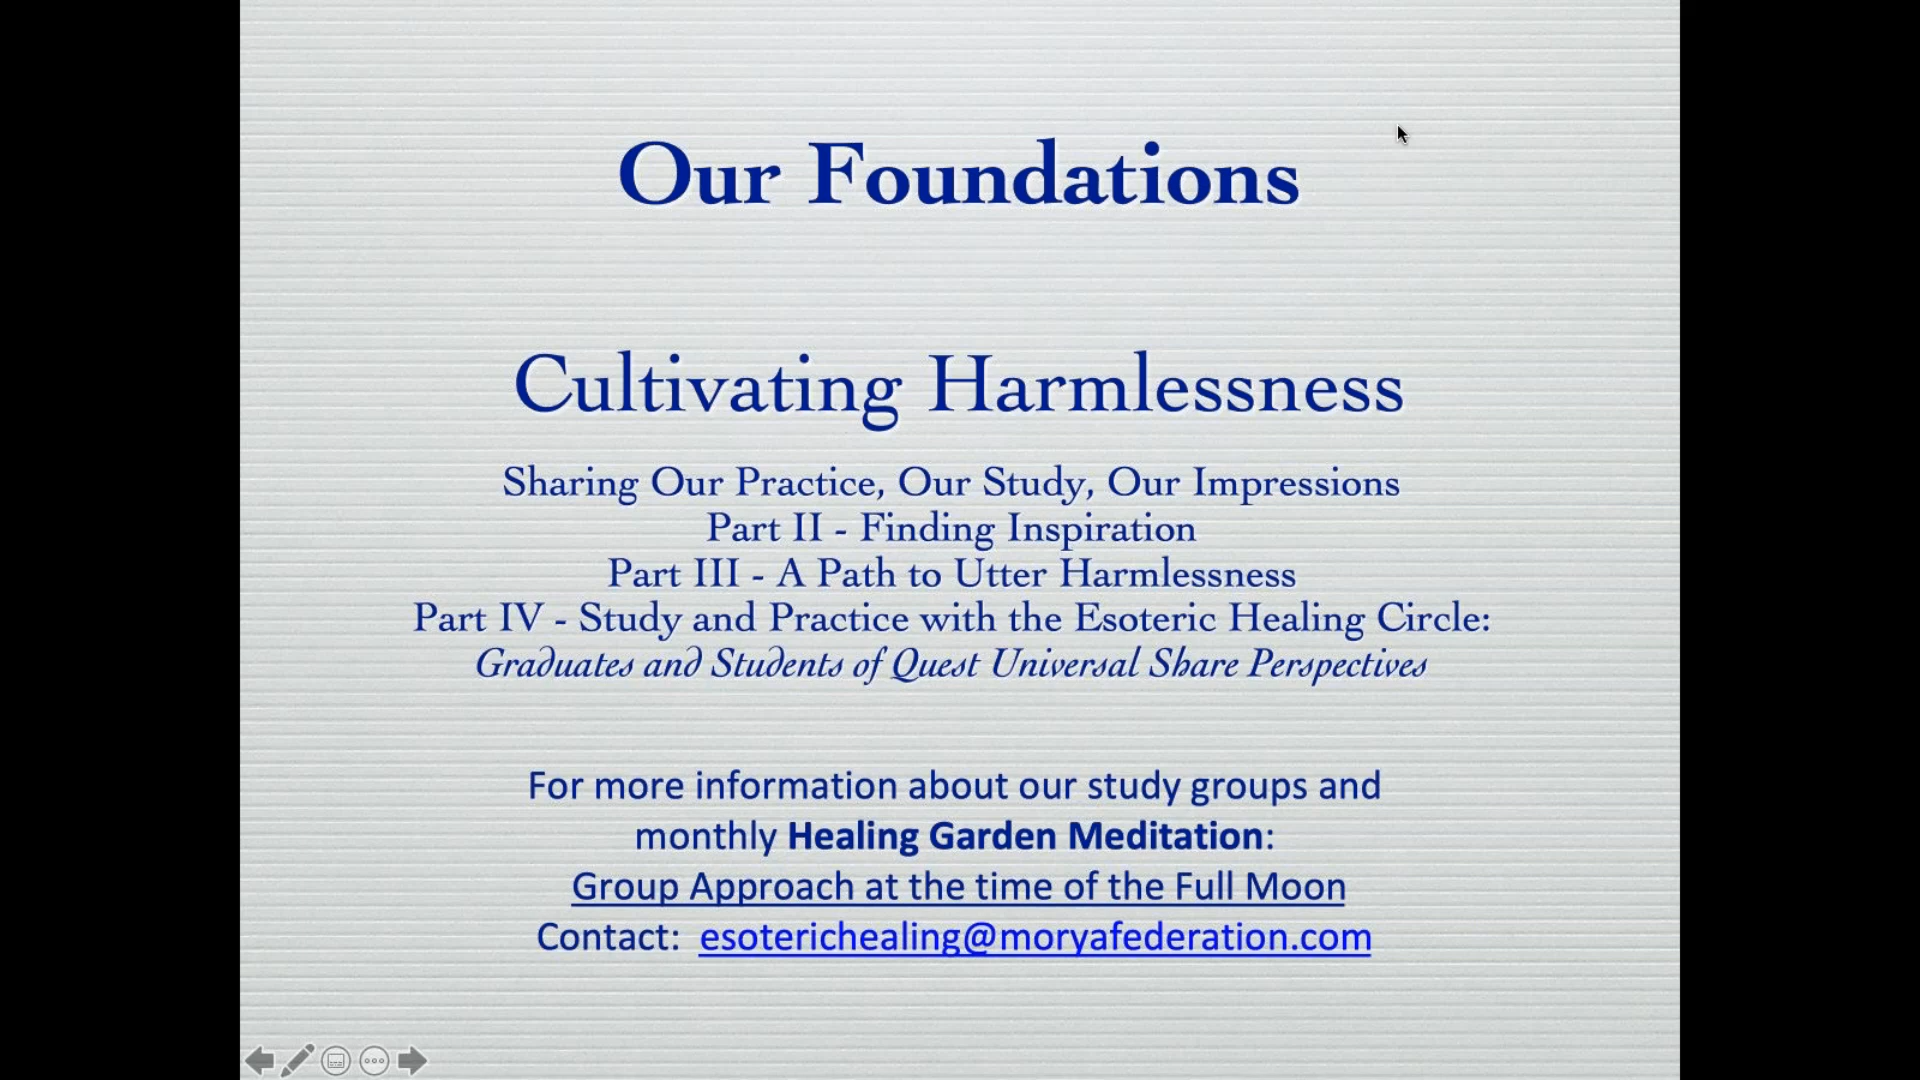 Our Foundations
Cultivating Harmlessness
Sharing Our Practice, Our Study, Our Impressions
Part II - Finding Inspiration
Part III - A Path to Utter Harmlessness
Part IV - Study and Practice with the Esoteric Healing Circle:
Graduates and Students of Quest Universal Share Perspectives
For more information about our study groups and
monthly Healing Garden Meditation:
Group Approach at the time of the Full Moon
Contact: esoterichealing@moryafederation.com